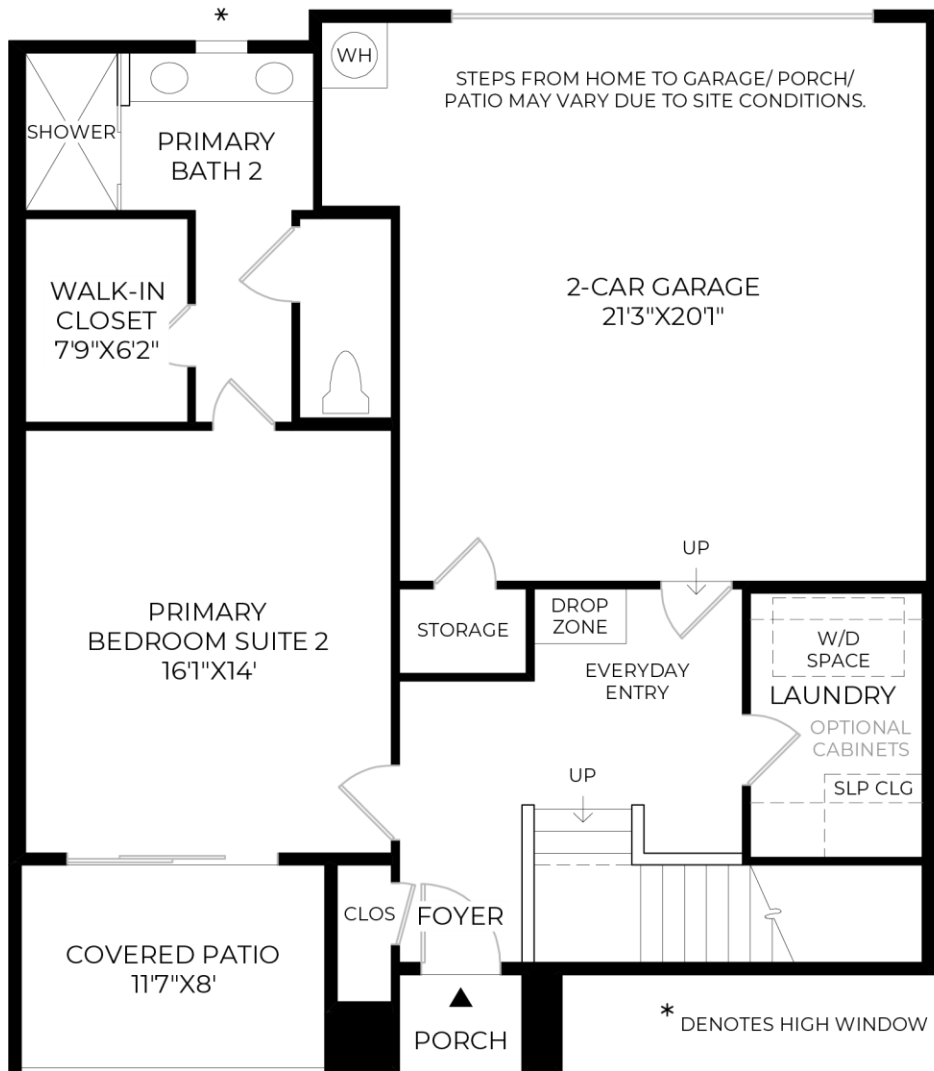 *
WH
STEPS FROM HOME TO GARAGE/ PORCH/
PATIO MAY VARY DUE TO SITE CONDITIONS.
SHOWER
PRIMARY
BATH 2
WALK-IN
CLOSET
7'9"X6'2"
2-CAR GARAGE
21'3"X20'1"
UP
PRIMARY
BEDROOM SUITE 2
16'1"X14'
STORAGE
DROP
ZONE
EVERYDAY
ENTRY
W/D
SPACE
LAUNDRY
OPTIONAL
CABINETS
SLP CLG
UP
CLOS
FOYER
COVERED PATIO
11'7"X8'
PORCH
* DENOTES HIGH WINDOW